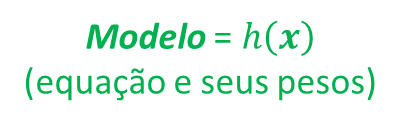 Modelo = h(x)
(equação e seus pesos)